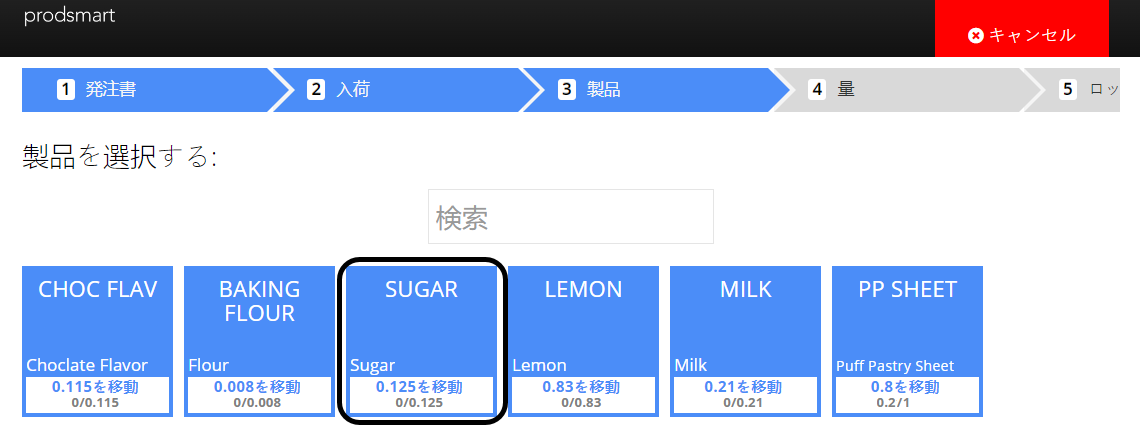 prodsmart
キャンセル
1 発注書
2 入荷
3 製品
4 量
5 ロッ
製品を選択する:
検索
CHOC FLAV
Choclate Flavor
0.115を移動
0/0.115
BAKING
FLOUR
Flour
0.008を移動
0/0.008
SUGAR
Sugar
0.125を移動
0/0.125
LEMON
Lemon
0.83を移動
0/0.83
MILK
Milk
0.21を移動
0/0.21
PP SHEET
Puff Pastry Sheet
0.8を移動
0.2/1